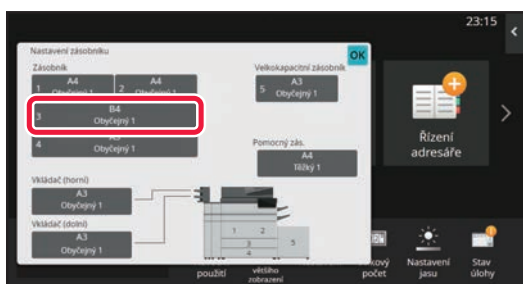 23:15
Nastavení zásobníku
OK
Zásobník
Velkokapacitní zásobník
1 A4 Obyčejný 1
2 A4 Obyčejný 1
5 A3 Obyčejný 1
3 B4
Obyčejný 1
4
Obyčejný 1
Pomocný zás.
A4
Těžký 1
Vkládač (horní)
A3
Obyčejný 1
Vkládač (dolní)
A3
Obyčejný 1
1 2
3
4
5
Řízení
adresáře
použití
většího
zobrazení
počet
Nastavení
jasu
Stav
úlohy